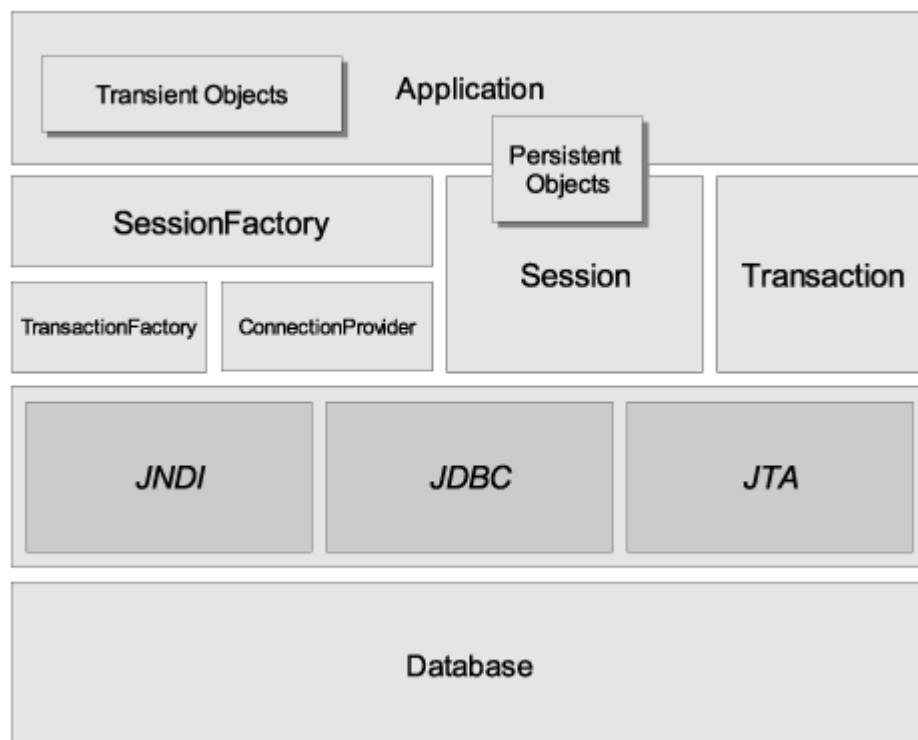 Transient Objects
Application
Persistent
Objects
SessionFactory
Session
Transaction
TransactionFactory
ConnectionProvider
JNDI
JDBC
JTA
Database